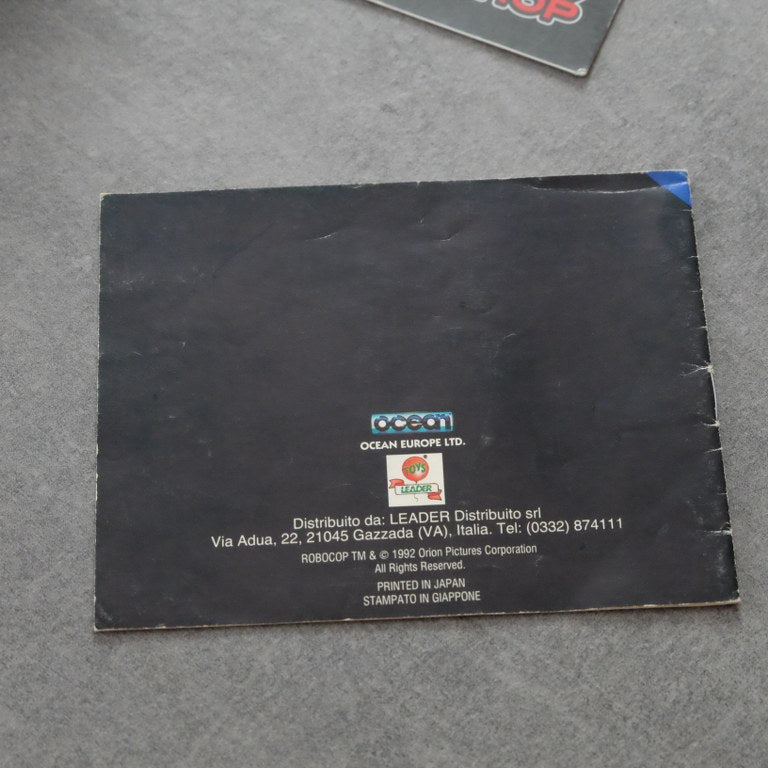 ocean
OCEAN EUROPE LTD.
TOYS
LEADER
Distribuito da: LEADER Distribuito srl
Via Adua, 22, 21045 Gazzada (VA), Italia. Tel: (0332) 874111
ROBOCOP TM & © 1992 Orion Pictures Corporation
All Rights Reserved.
PRINTED IN JAPAN
STAMPATO IN GIAPPONE